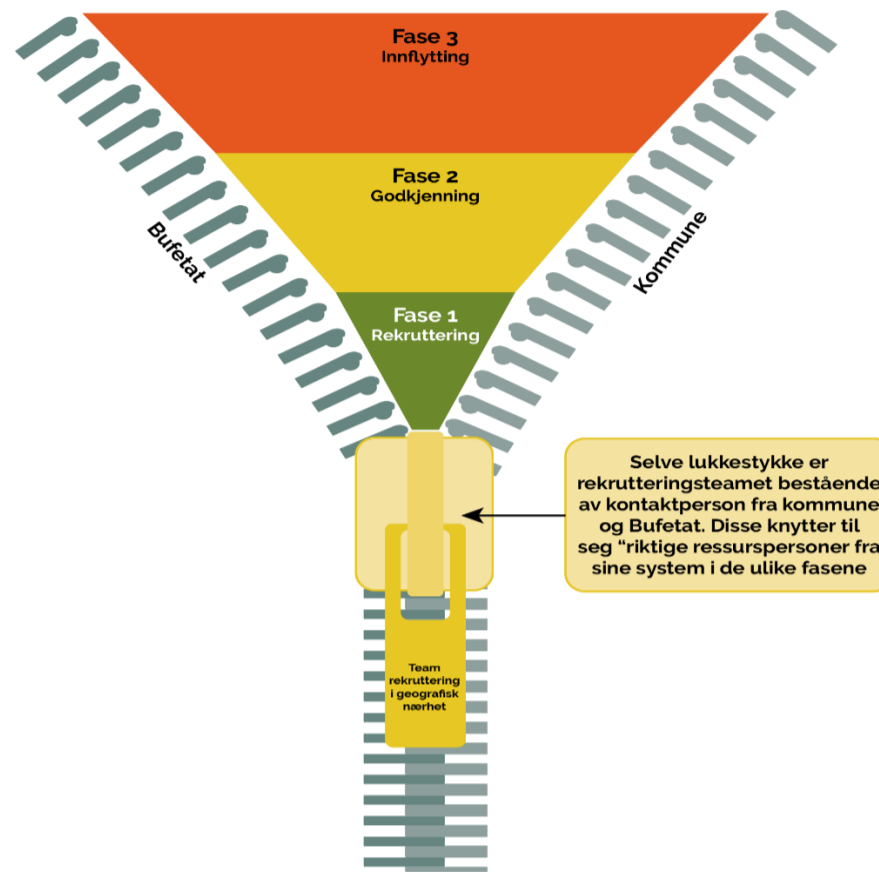 Fase 3
Innflytting
Fase 2
Godkjenning
Bufetat
Kommune
Fase 1
Rekruttering
Selve lukkestykke er
rekrutteringsteamet bestående
av kontaktperson fra kommune
og Bufetat. Disse knytter til
seg “riktige ressurspersoner fra
sine system i de ulike fasene
Team
rekruttering
i geografisk
nærhet